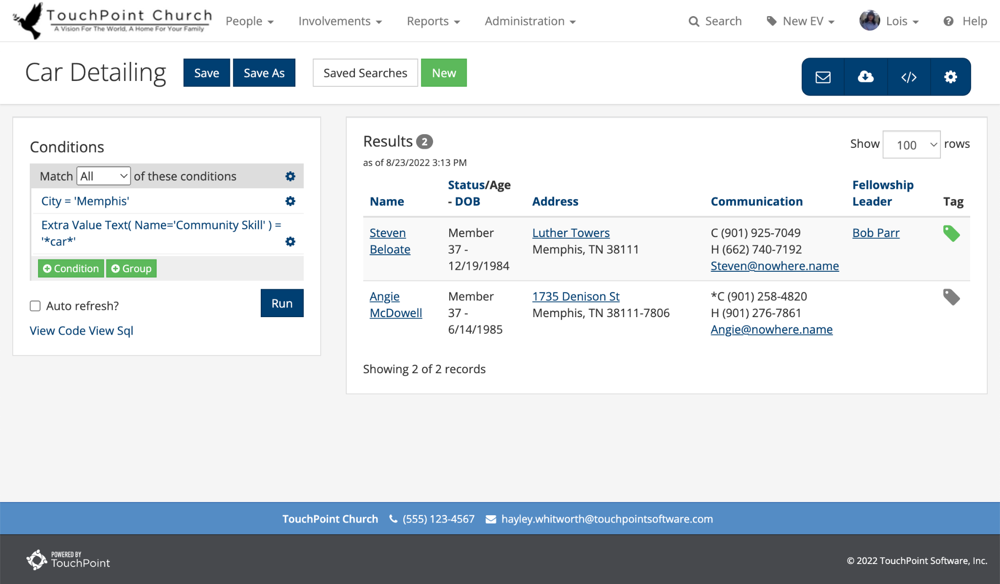 TouchPoint Church
A Vision For The World, A Home For Your Family
People
Involvements
Reports
Administration
Search
New EV
Lois
Help
Car Detailing
Save
Save As
Saved Searches
New
Conditions
Match All of these conditions
City = 'Memphis'
Extra Value Text( Name='Community Skill' ) =
'*car*'
Condition
Group
Auto refresh?
Run
View Code View Sql
Results 2
as of 8/23/2022 3:13 PM
Show 100 rows
Name
Status/Age
- DOB
Address
Communication
Fellowship
Leader
Tag
Steven
Beloate
Member
37 -
12/19/1984
Luther Towers
Memphis, TN 38111
C (901) 925-7049
H (662) 740-7192
Steven@nowhere.name
Bob Parr
Angie
McDowell
Member
37 -
6/14/1985
1735 Denison St
Memphis, TN 38111-7806
*C (901) 258-4820
H (901) 276-7861
Angie@nowhere.name
Showing 2 of 2 records
TouchPoint Church (555) 123-4567 hayley.whitworth@touchpointsoftware.com
POWERED BY
TouchPoint
© 2022 TouchPoint Software, Inc.